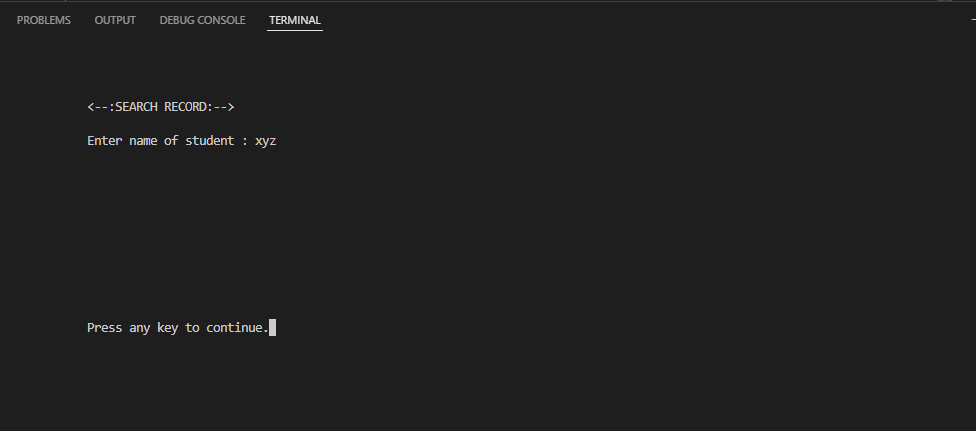 PROBLEMS OUTPUT DEBUG CONSOLE TERMINAL
<--:SEARCH RECORD:-->
Enter name of student : xyz
Press any key to continue.